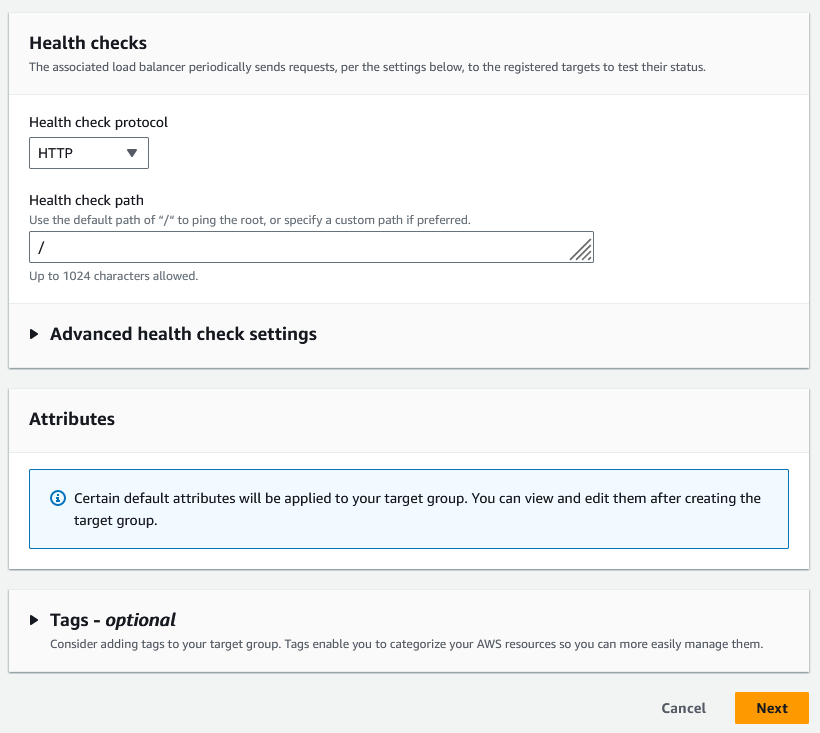 Health checks
The associated load balancer periodically sends requests, per the settings below, to the registered targets to test their status.
Health check protocol
HTTP
Health check path
Use the default path of “/“ to ping the root, or specify a custom path if preferred.
/
Up to 1024 characters allowed.
Advanced health check settings
Attributes
Certain default attributes will be applied to your target group. You can view and edit them after creating the
target group.
Tags - optional
Consider adding tags to your target group. Tags enable you to categorize your AWS resources so you can more easily manage them.
Cancel Next